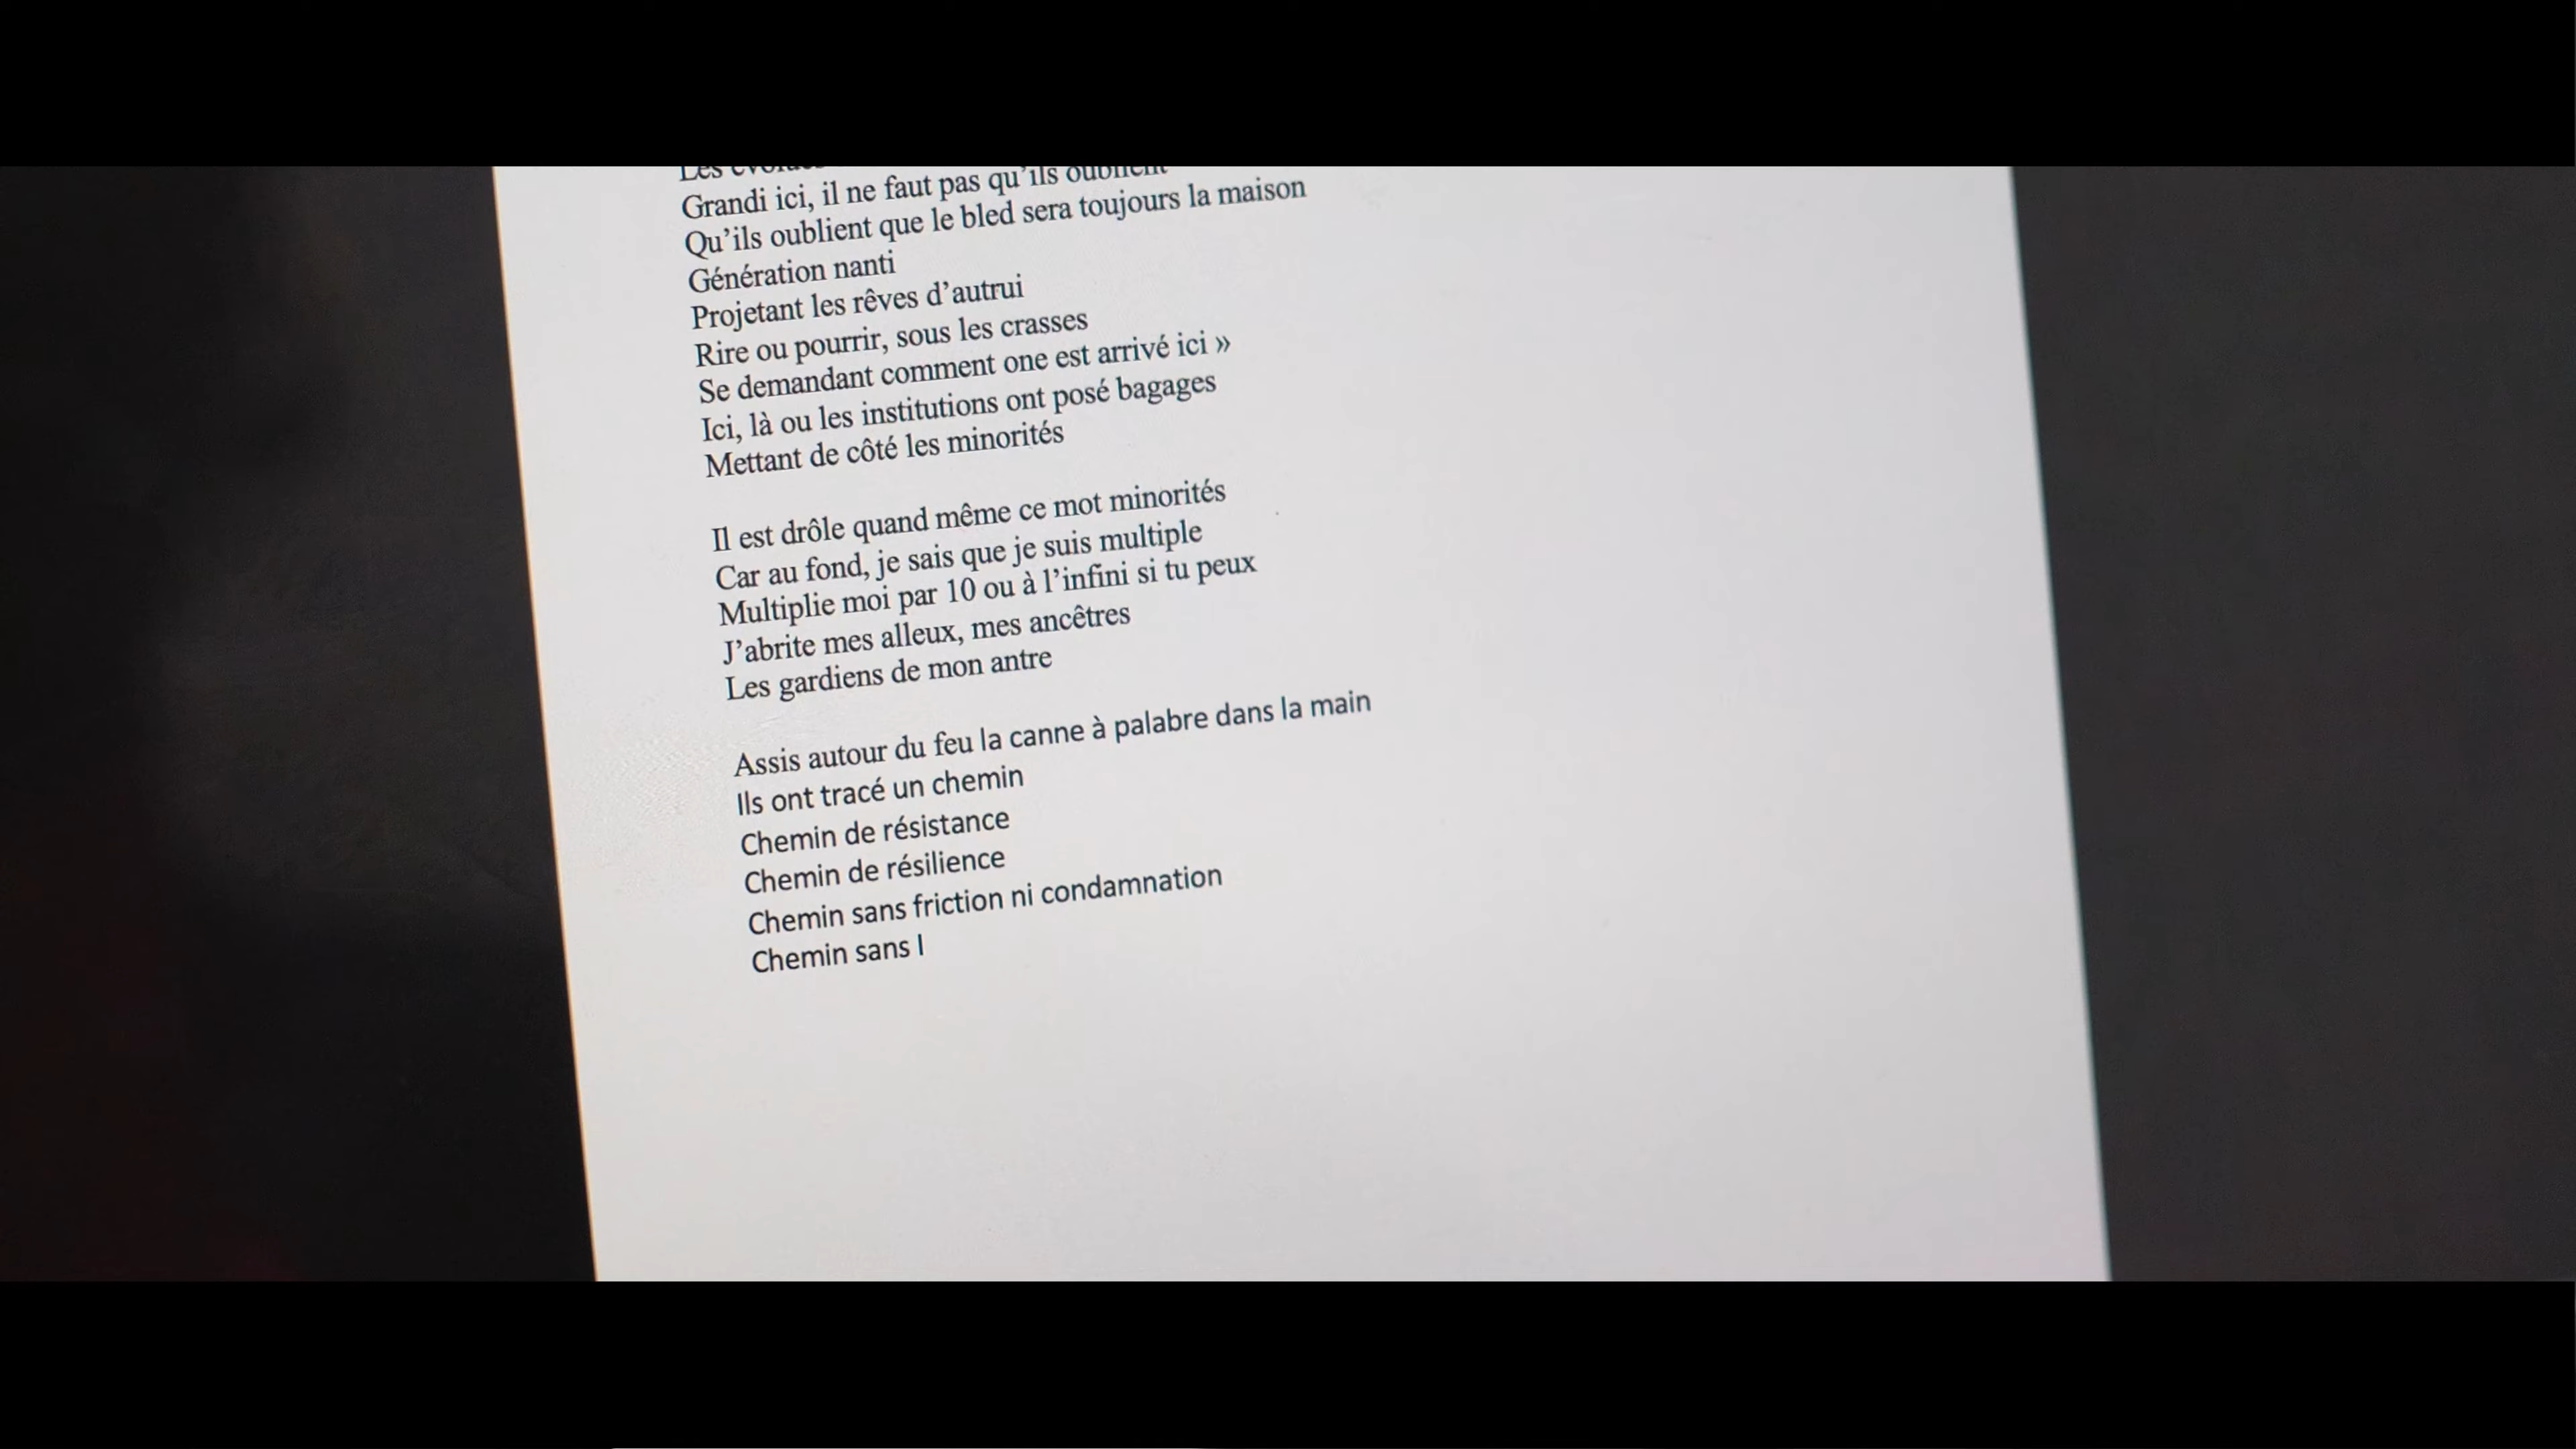 Les évolués
Grandi ici, il ne faut pas qu’ils oublient
Qu’ils oublient que le bled sera toujours la maison
Génération nanti
Projetant les rêves d’autrui
Rire ou pourrir, sous les crasses
Se demandant comment one est arrivé ici »
Ici, là ou les institutions ont posé bagages
Mettant de côté les minorités
Il est drôle quand même ce mot minorités
Car au fond, je sais que je suis multiple
Multiplie moi par 10 ou à l’infini si tu peux
J’abrite mes alleux, mes ancêtres
Les gardiens de mon antre
Assis autour du feu la canne à palabre dans la main
Ils ont tracé un chemin
Chemin de résistance
Chemin de résilience
Chemin sans friction ni condamnation
Chemin sans l